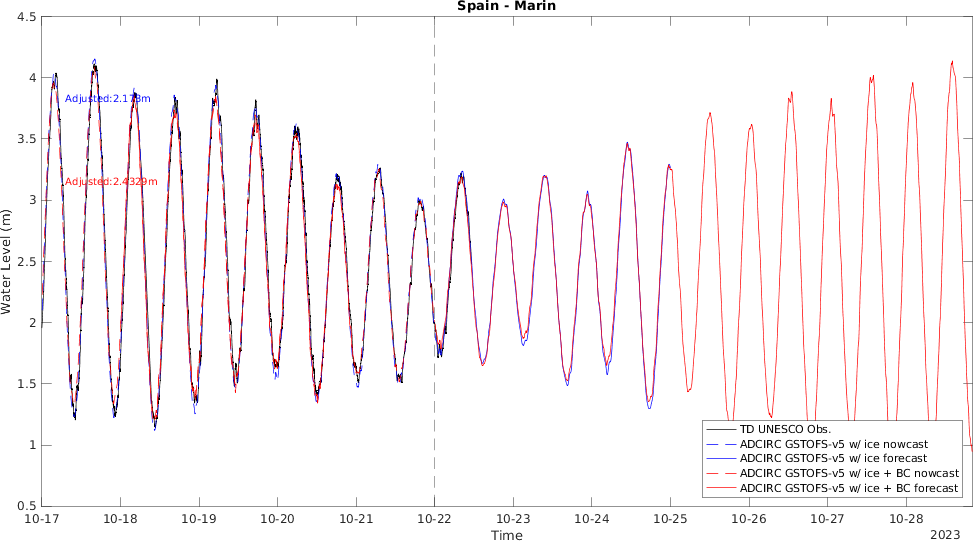 Spain - Marin
4.5
4
3.5
3
2.5
2
1.5
1
0.5
Water Level (m)
Adjusted:2.173m
Adjusted:2.4329m
TD UNESCO Obs.
ADCIRC GSTOFS-v5 w/ ice nowcast
ADCIRC GSTOFS-v5 w/ ice forecast
ADCIRC GSTOFS-v5 w/ ice + BC nowcast
ADCIRC GSTOFS-v5 w/ ice + BC forecast
10-17 10-18 10-19 10-20 10-21 10-22 10-23 10-24 10-25 10-26 10-27 10-28
Time
2023